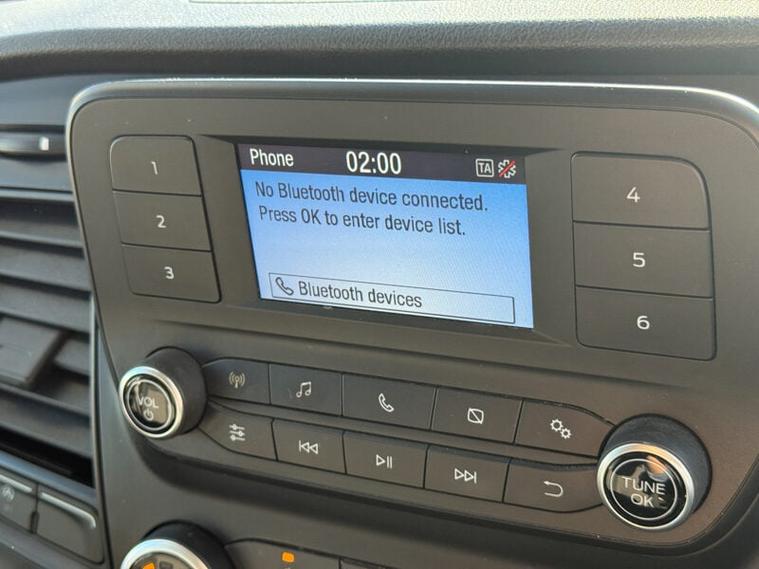 Phone 02:00 TA
No Bluetooth device connected.
Press OK to enter device list.
Bluetooth devices
1
2
3
4
5
6
VOL
TUNE
OK